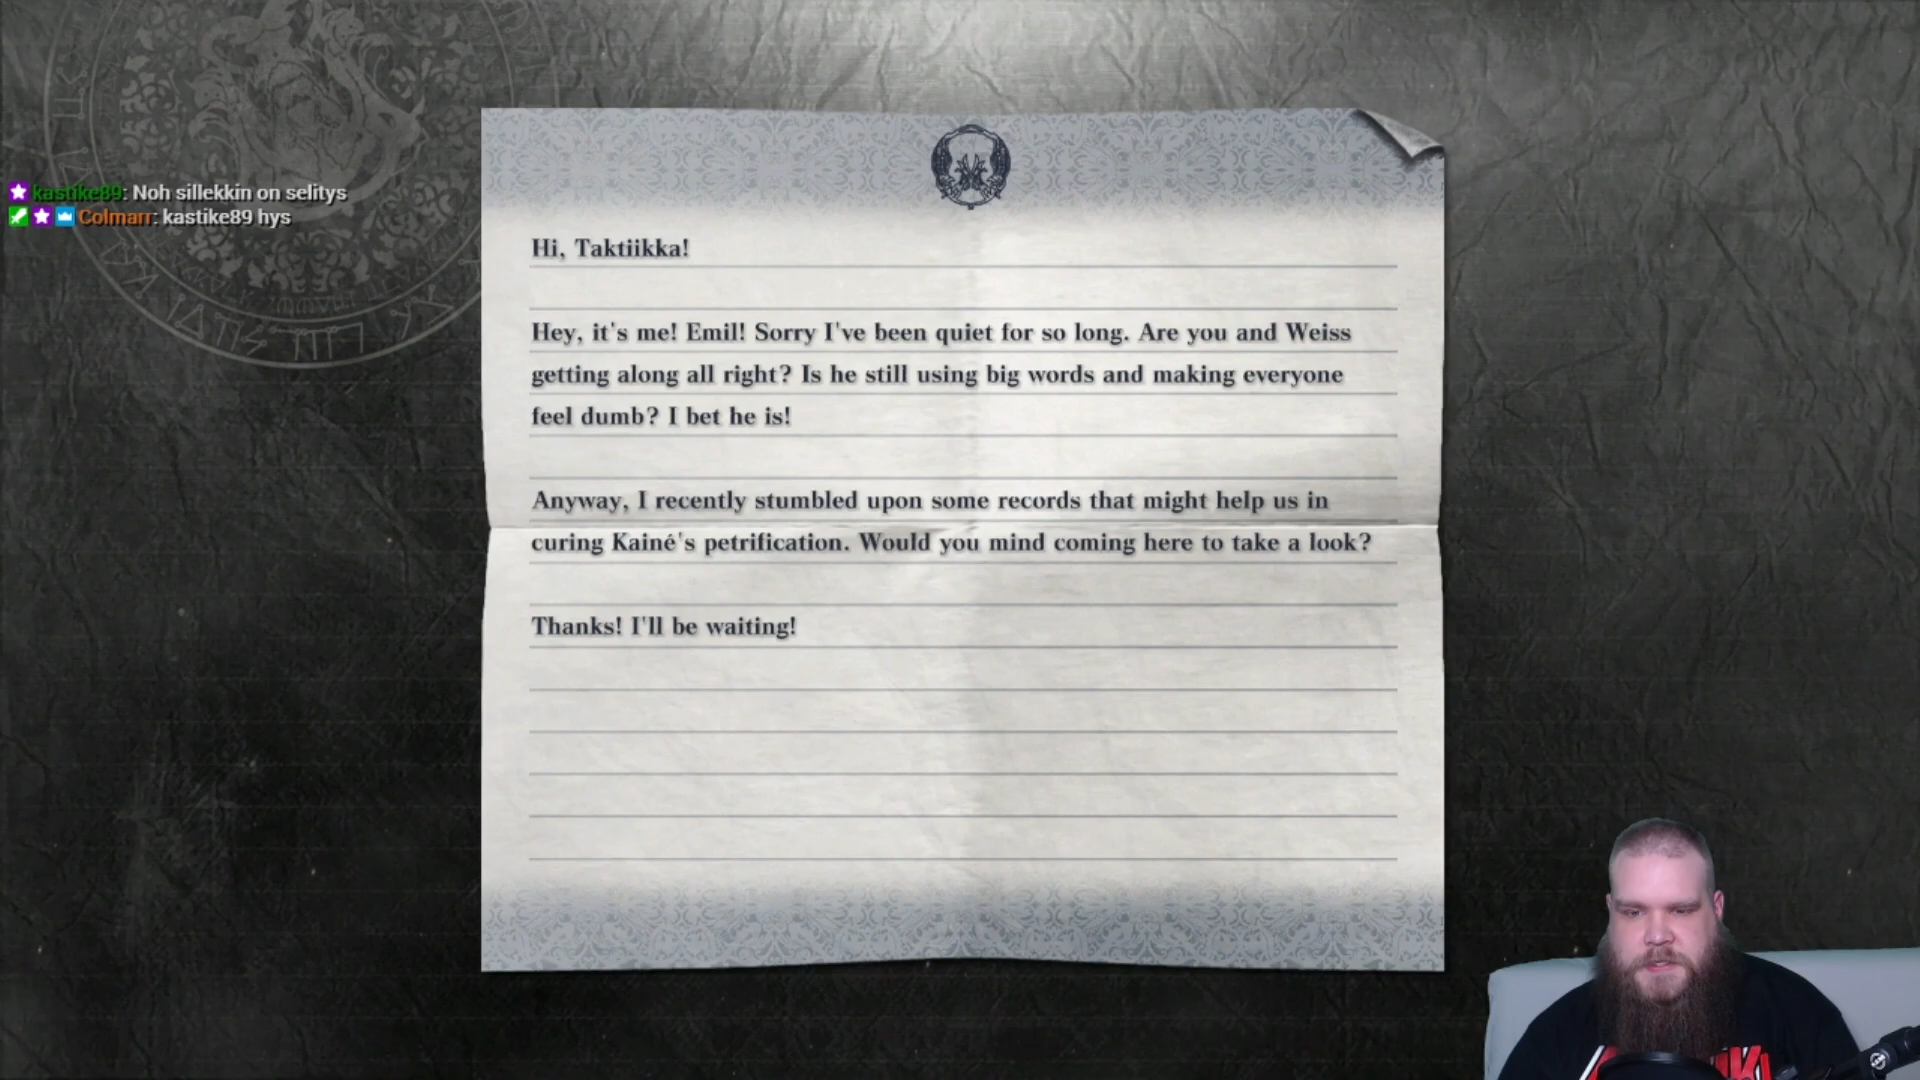 kastike89: Noh sillekkin on selitys
Colmarr: kastike89 hys
Hi, Taktiikka!
Hey, it's me! Emil! Sorry I've been quiet for so long. Are you and Weiss
getting along all right? Is he still using big words and making everyone
feel dumb? I bet he is!
Anyway, I recently stumbled upon some records that might help us in
curing Kainé's petrification. Would you mind coming here to take a look?
Thanks! I'll be waiting!